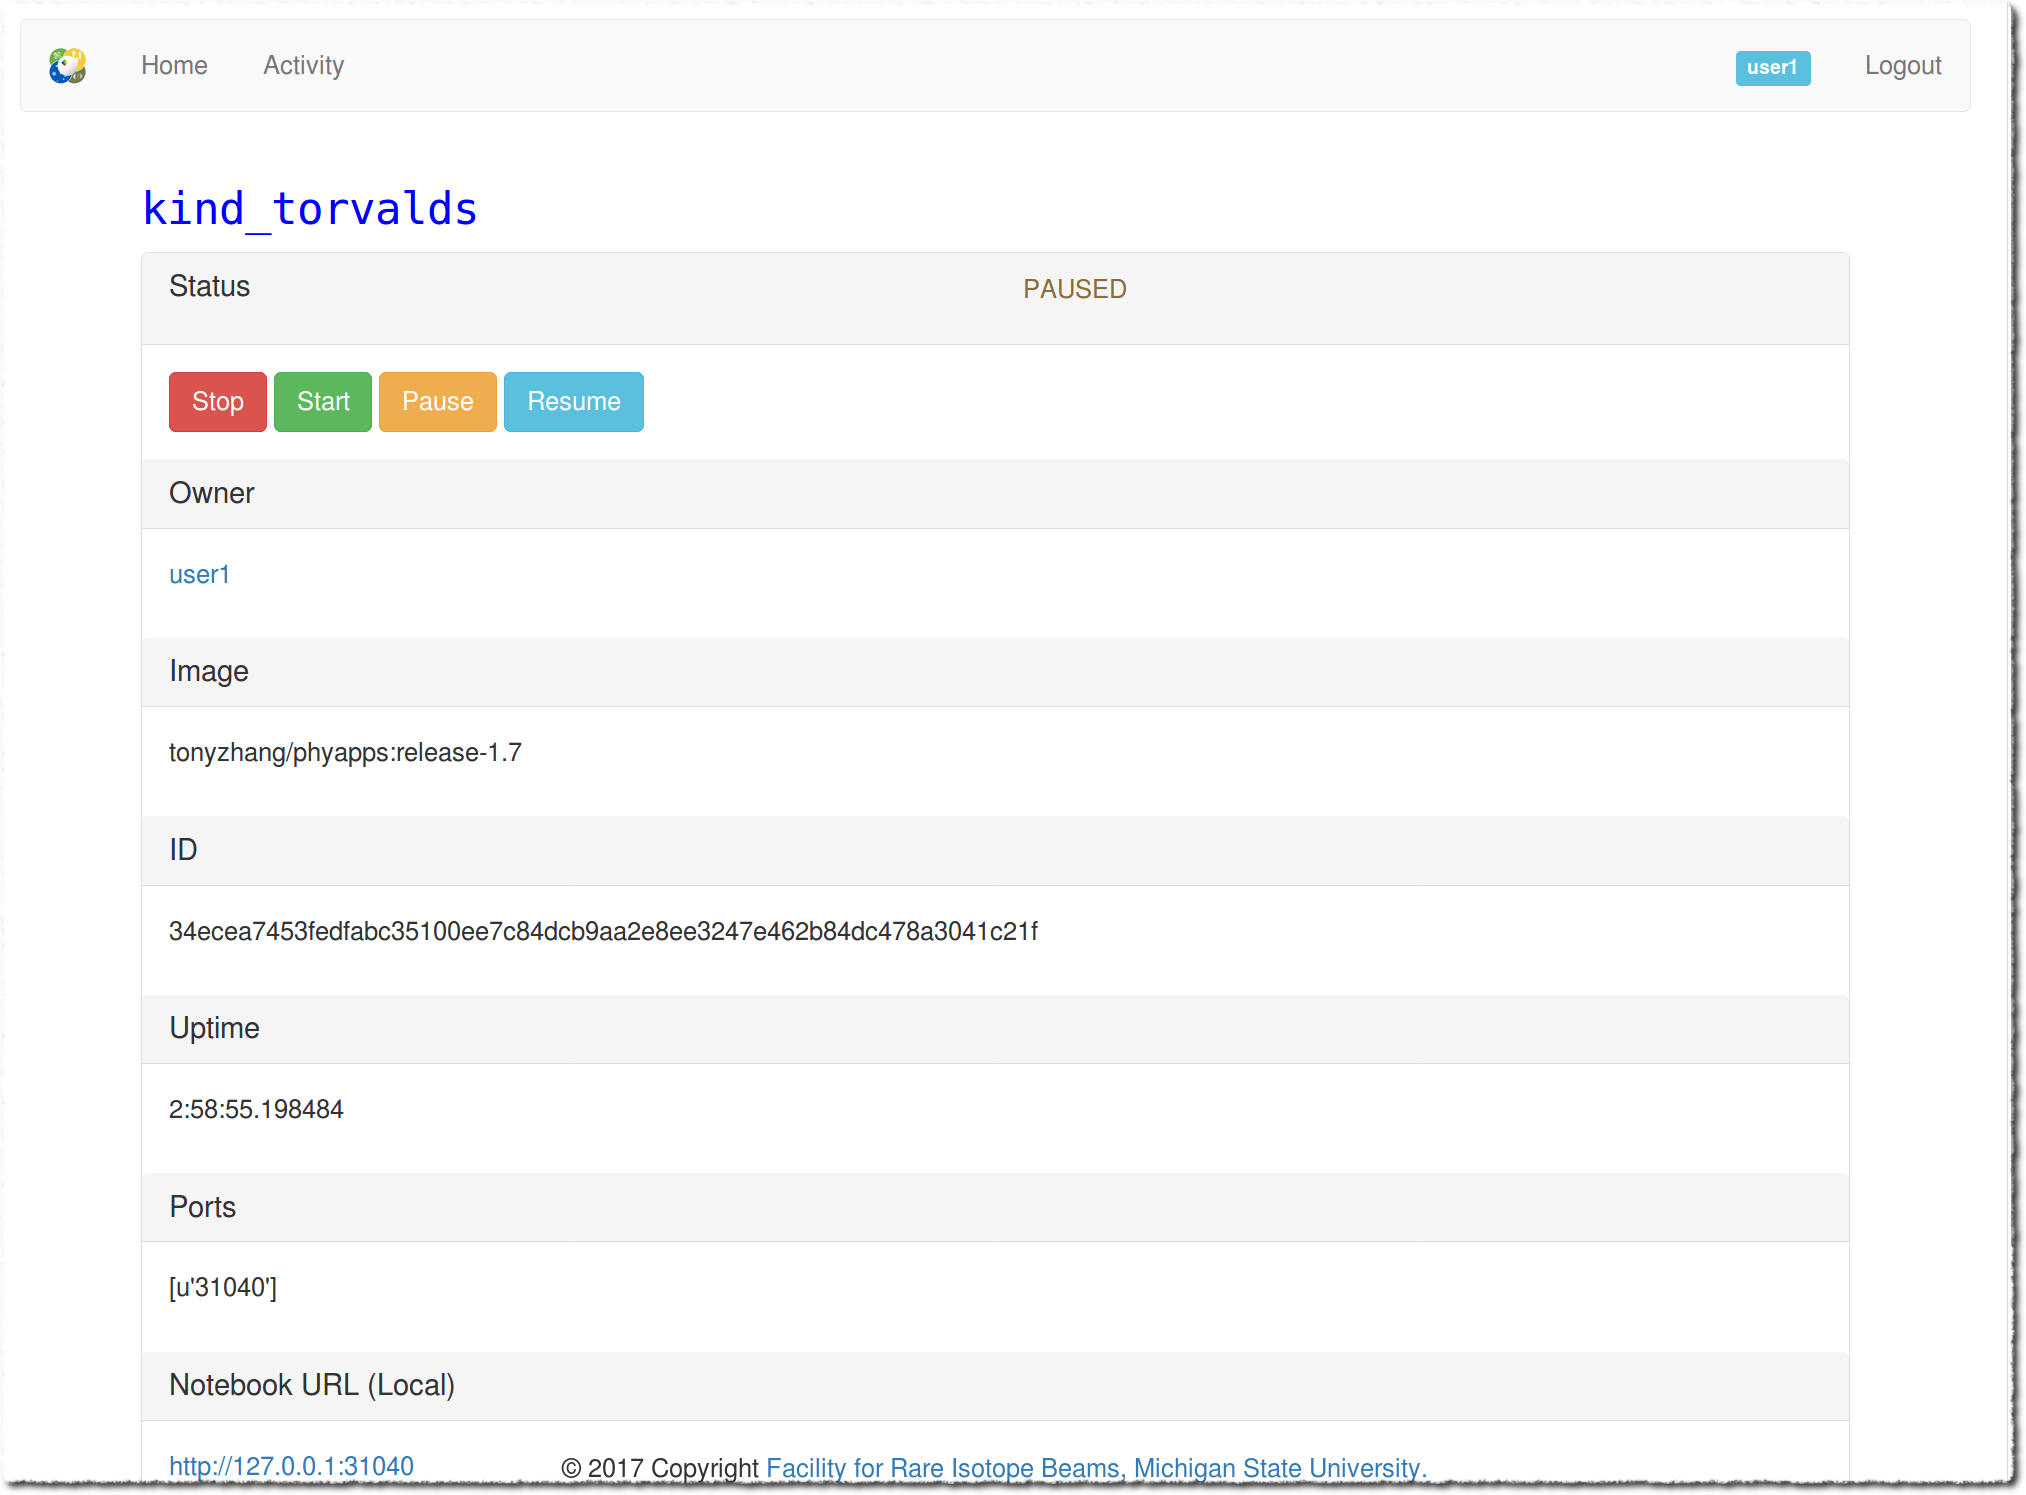 Home Activity user1 Logout
kind_torvalds
Status PAUSED
Stop Start Pause Resume
Owner
user1
Image
tonyzhang/phyapps:release-1.7
ID
34ecea7453fedfabc35100ee7c84dcb9aa2e8ee3247e462b84dc478a3041c21f
Uptime
2:58:55.198484
Ports
[u'31040']
Notebook URL (Local)
http://127.0.0.1:31040 © 2017 Copyright Facility for Rare Isotope Beams, Michigan State University.